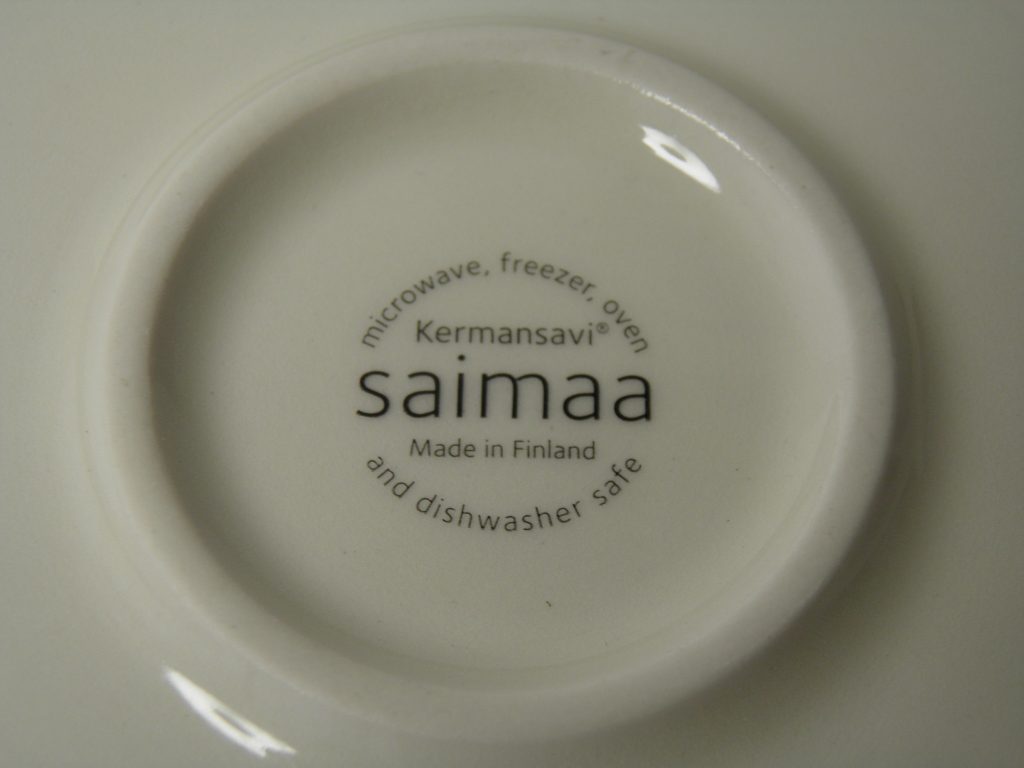 microwave, freezer, oven
Kermansavi®
saimaa
Made in Finland
and dishwasher safe